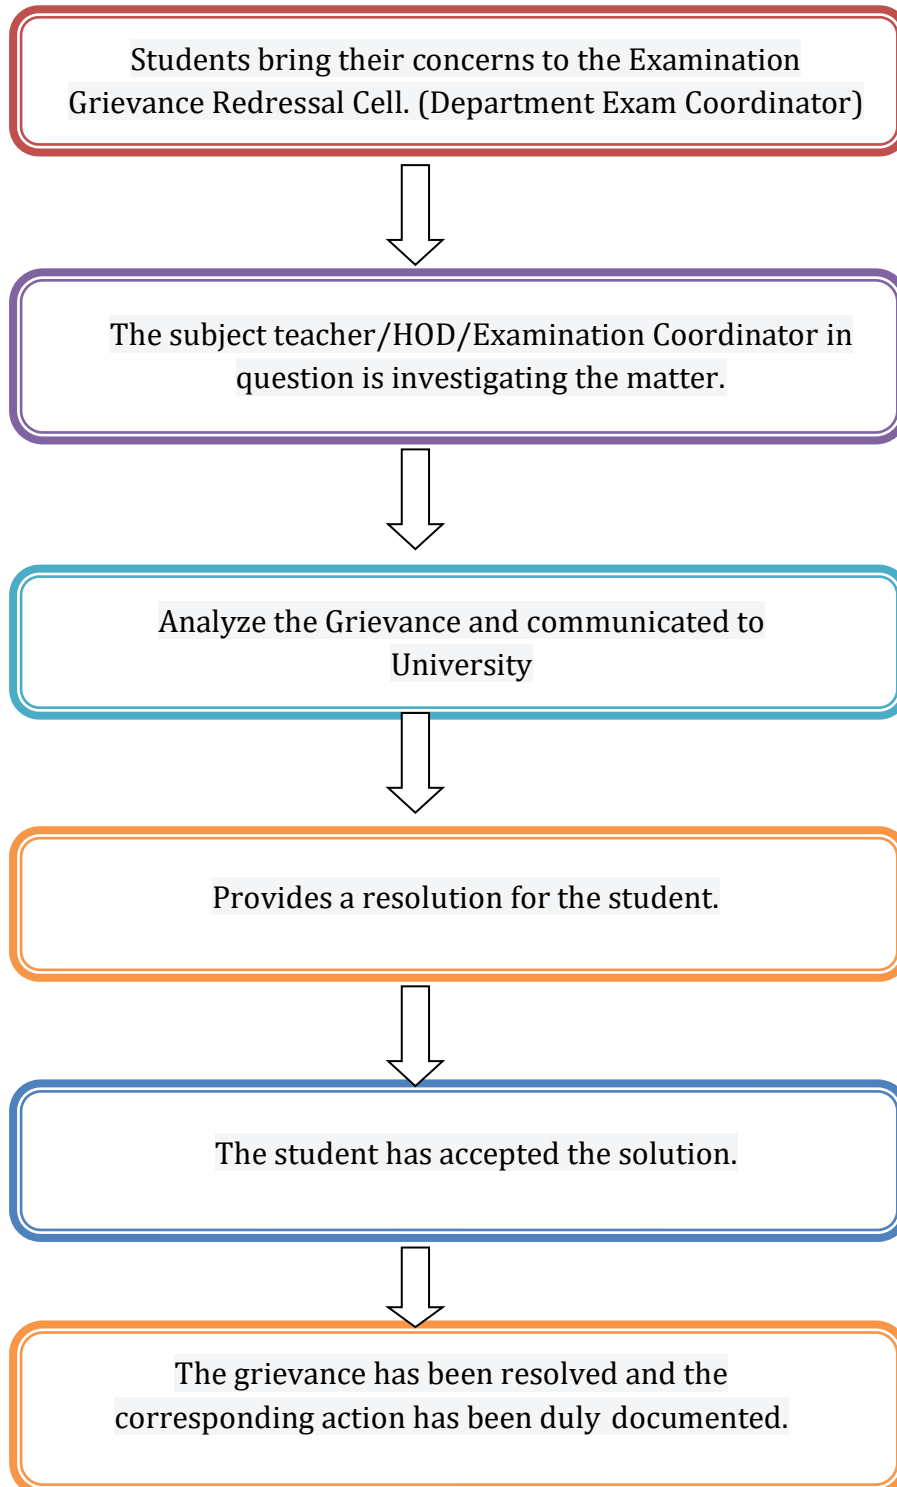 Students bring their concerns to the Examination
Grievance Redressal Cell. (Department Exam Coordinator)
The subject teacher/HOD/Examination Coordinator in
question is investigating the matter.
Analyze the Grievance and communicated to
University
Provides a resolution for the student.
The student has accepted the solution.
The grievance has been resolved and the
corresponding action has been duly documented.